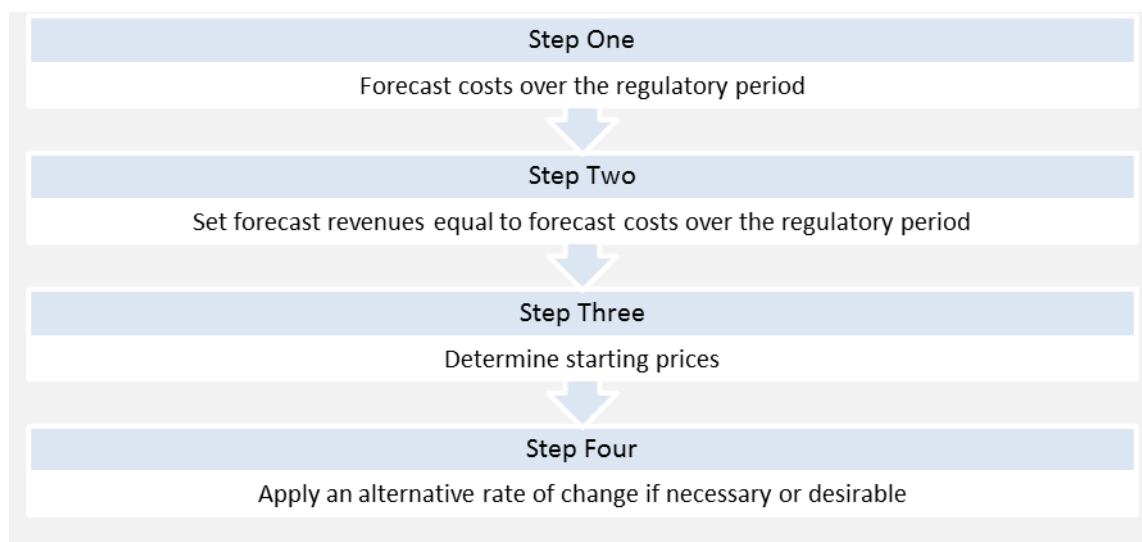 Step One
Forecast costs over the regulatory period
Step Two
Set forecast revenues equal to forecast costs over the regulatory period
Step Three
Determine starting prices
Step Four
Apply an alternative rate of change if necessary or desirable